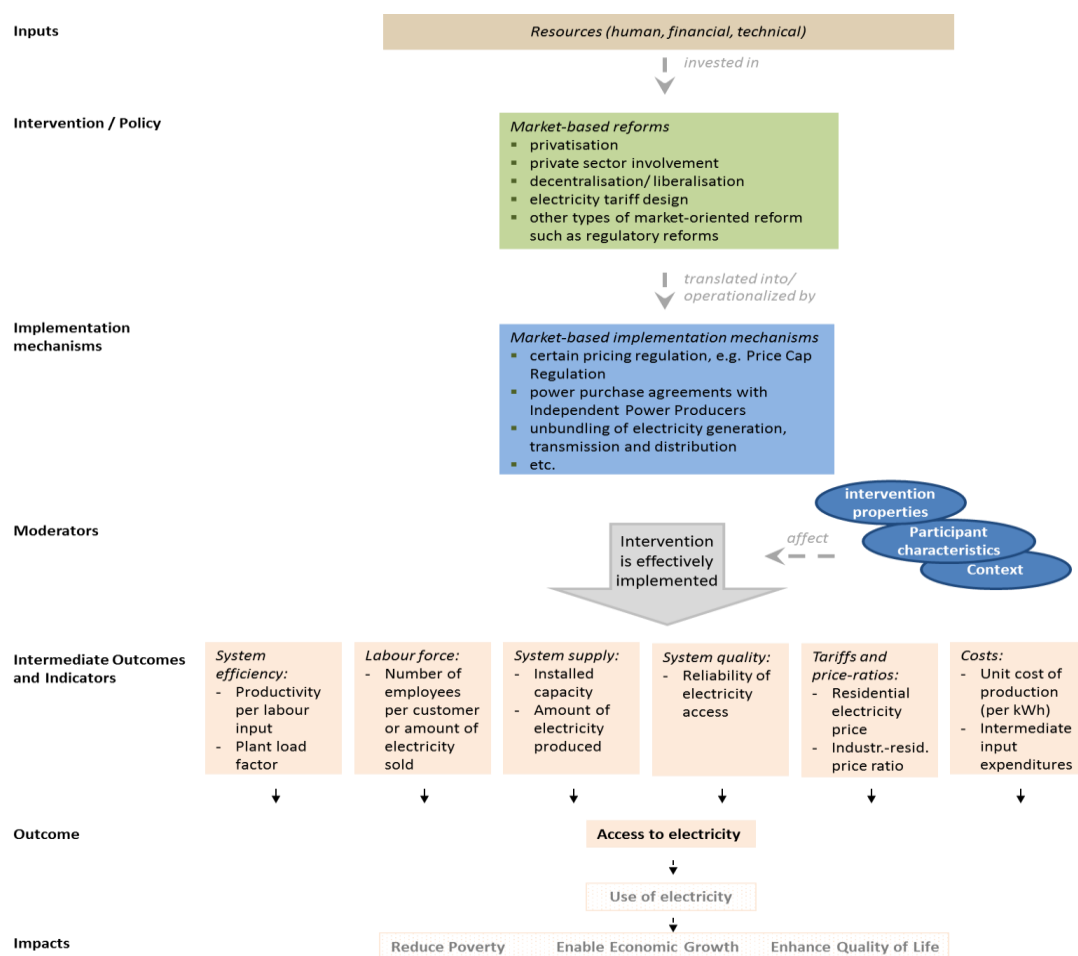 Inputs
Resources (human, financial, technical)
invested in
Intervention / Policy
Market-based reforms
▪ privatisation
▪ private sector involvement
▪ decentralisation/ liberalisation
▪ electricity tariff design
▪ other types of market-oriented reform
such as regulatory reforms
translated into/
operationalized by
Implementation
mechanisms
Market-based implementation mechanisms
▪ certain pricing regulation, e.g. Price Cap
Regulation
▪ power purchase agreements with
Independent Power Producers
▪ unbundling of electricity generation,
transmission and distribution
▪ etc.
Moderators
Intervention
is effectively
implemented
affect
intervention
properties
Participant
characteristics
Context
Intermediate Outcomes
and Indicators
System
efficiency:
- Productivity
per labour
input
- Plant load
factor
Labour force:
- Number of
employees
per customer
or amount of
electricity
sold
System supply:
- Installed
capacity
- Amount of
electricity
produced
System quality:
- Reliability of
electricity
access
Tariffs and
price-ratios:
- Residential
electricity
price
- Industr.-resid.
price ratio
Costs:
- Unit cost of
production
(per kWh)
- Intermediate
input
expenditures
Outcome
Access to electricity
Use of electricity
Impacts
Reduce Poverty
Enable Economic Growth
Enhance Quality of Life